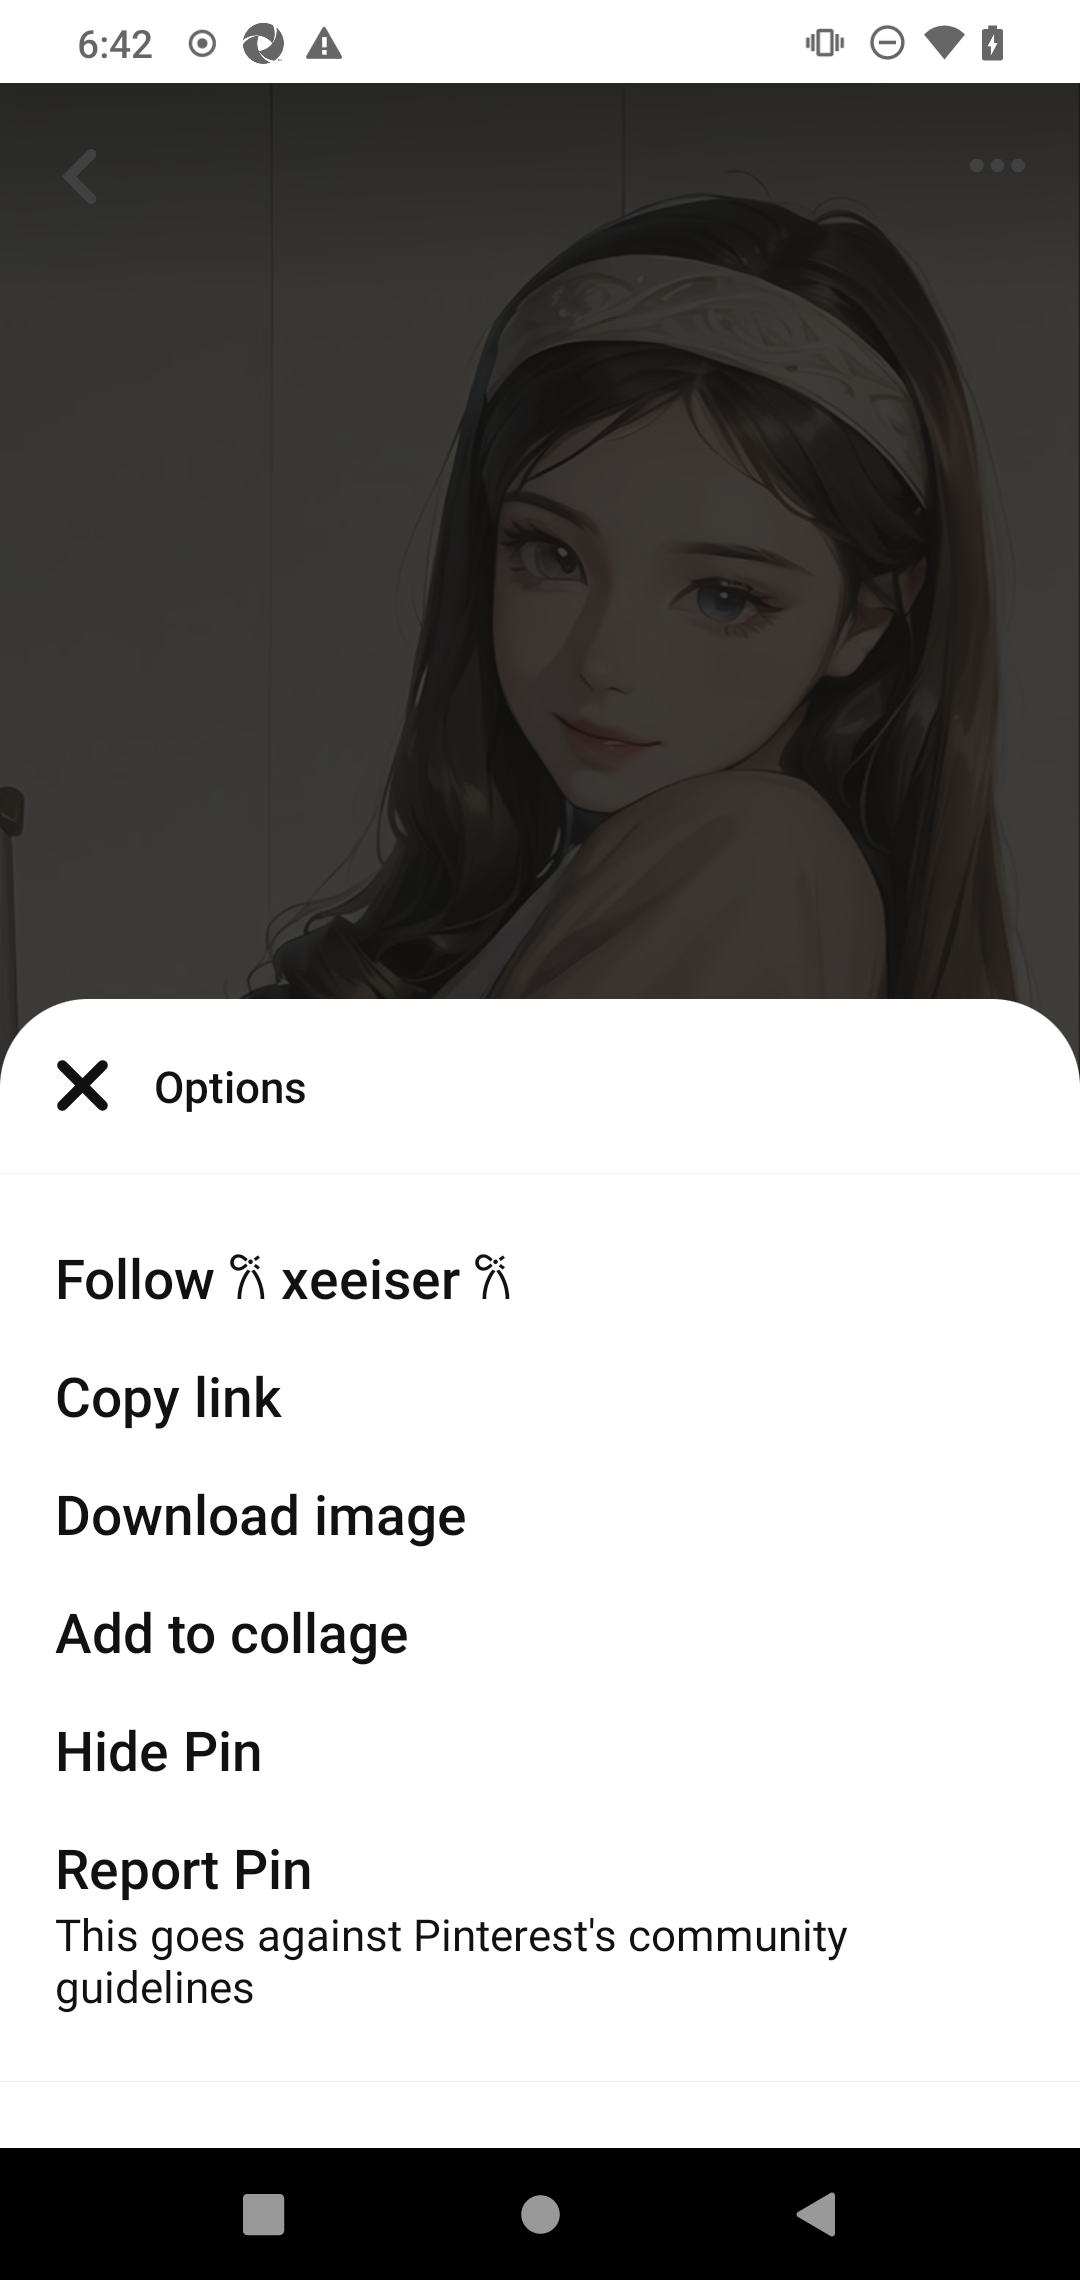 6:42
Options
Follow 𐙚 xeeiser 𐙚
Copy link
Download image
Add to collage
Hide Pin
Report Pin
This goes against Pinterest's community
guidelines